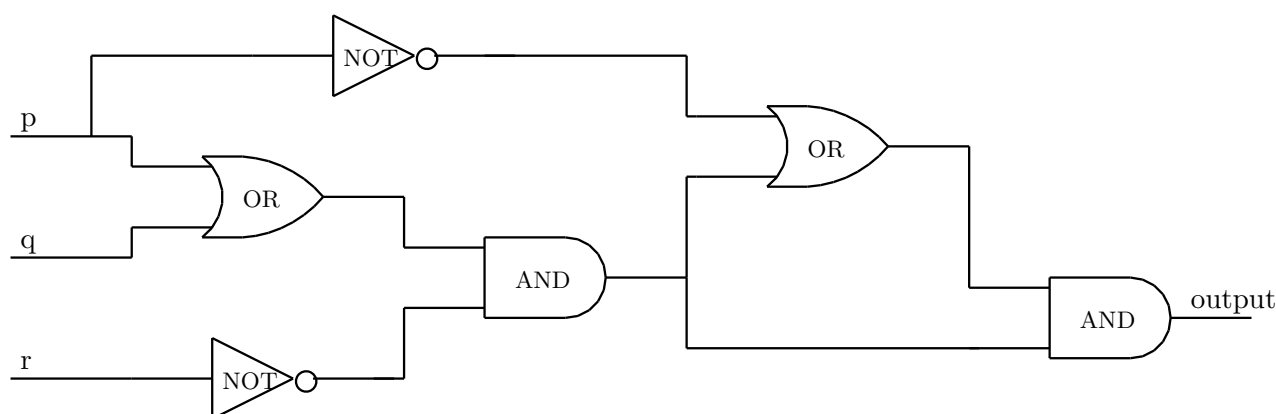 NOT
p
OR
OR
q
AND
output
AND
r
NOT